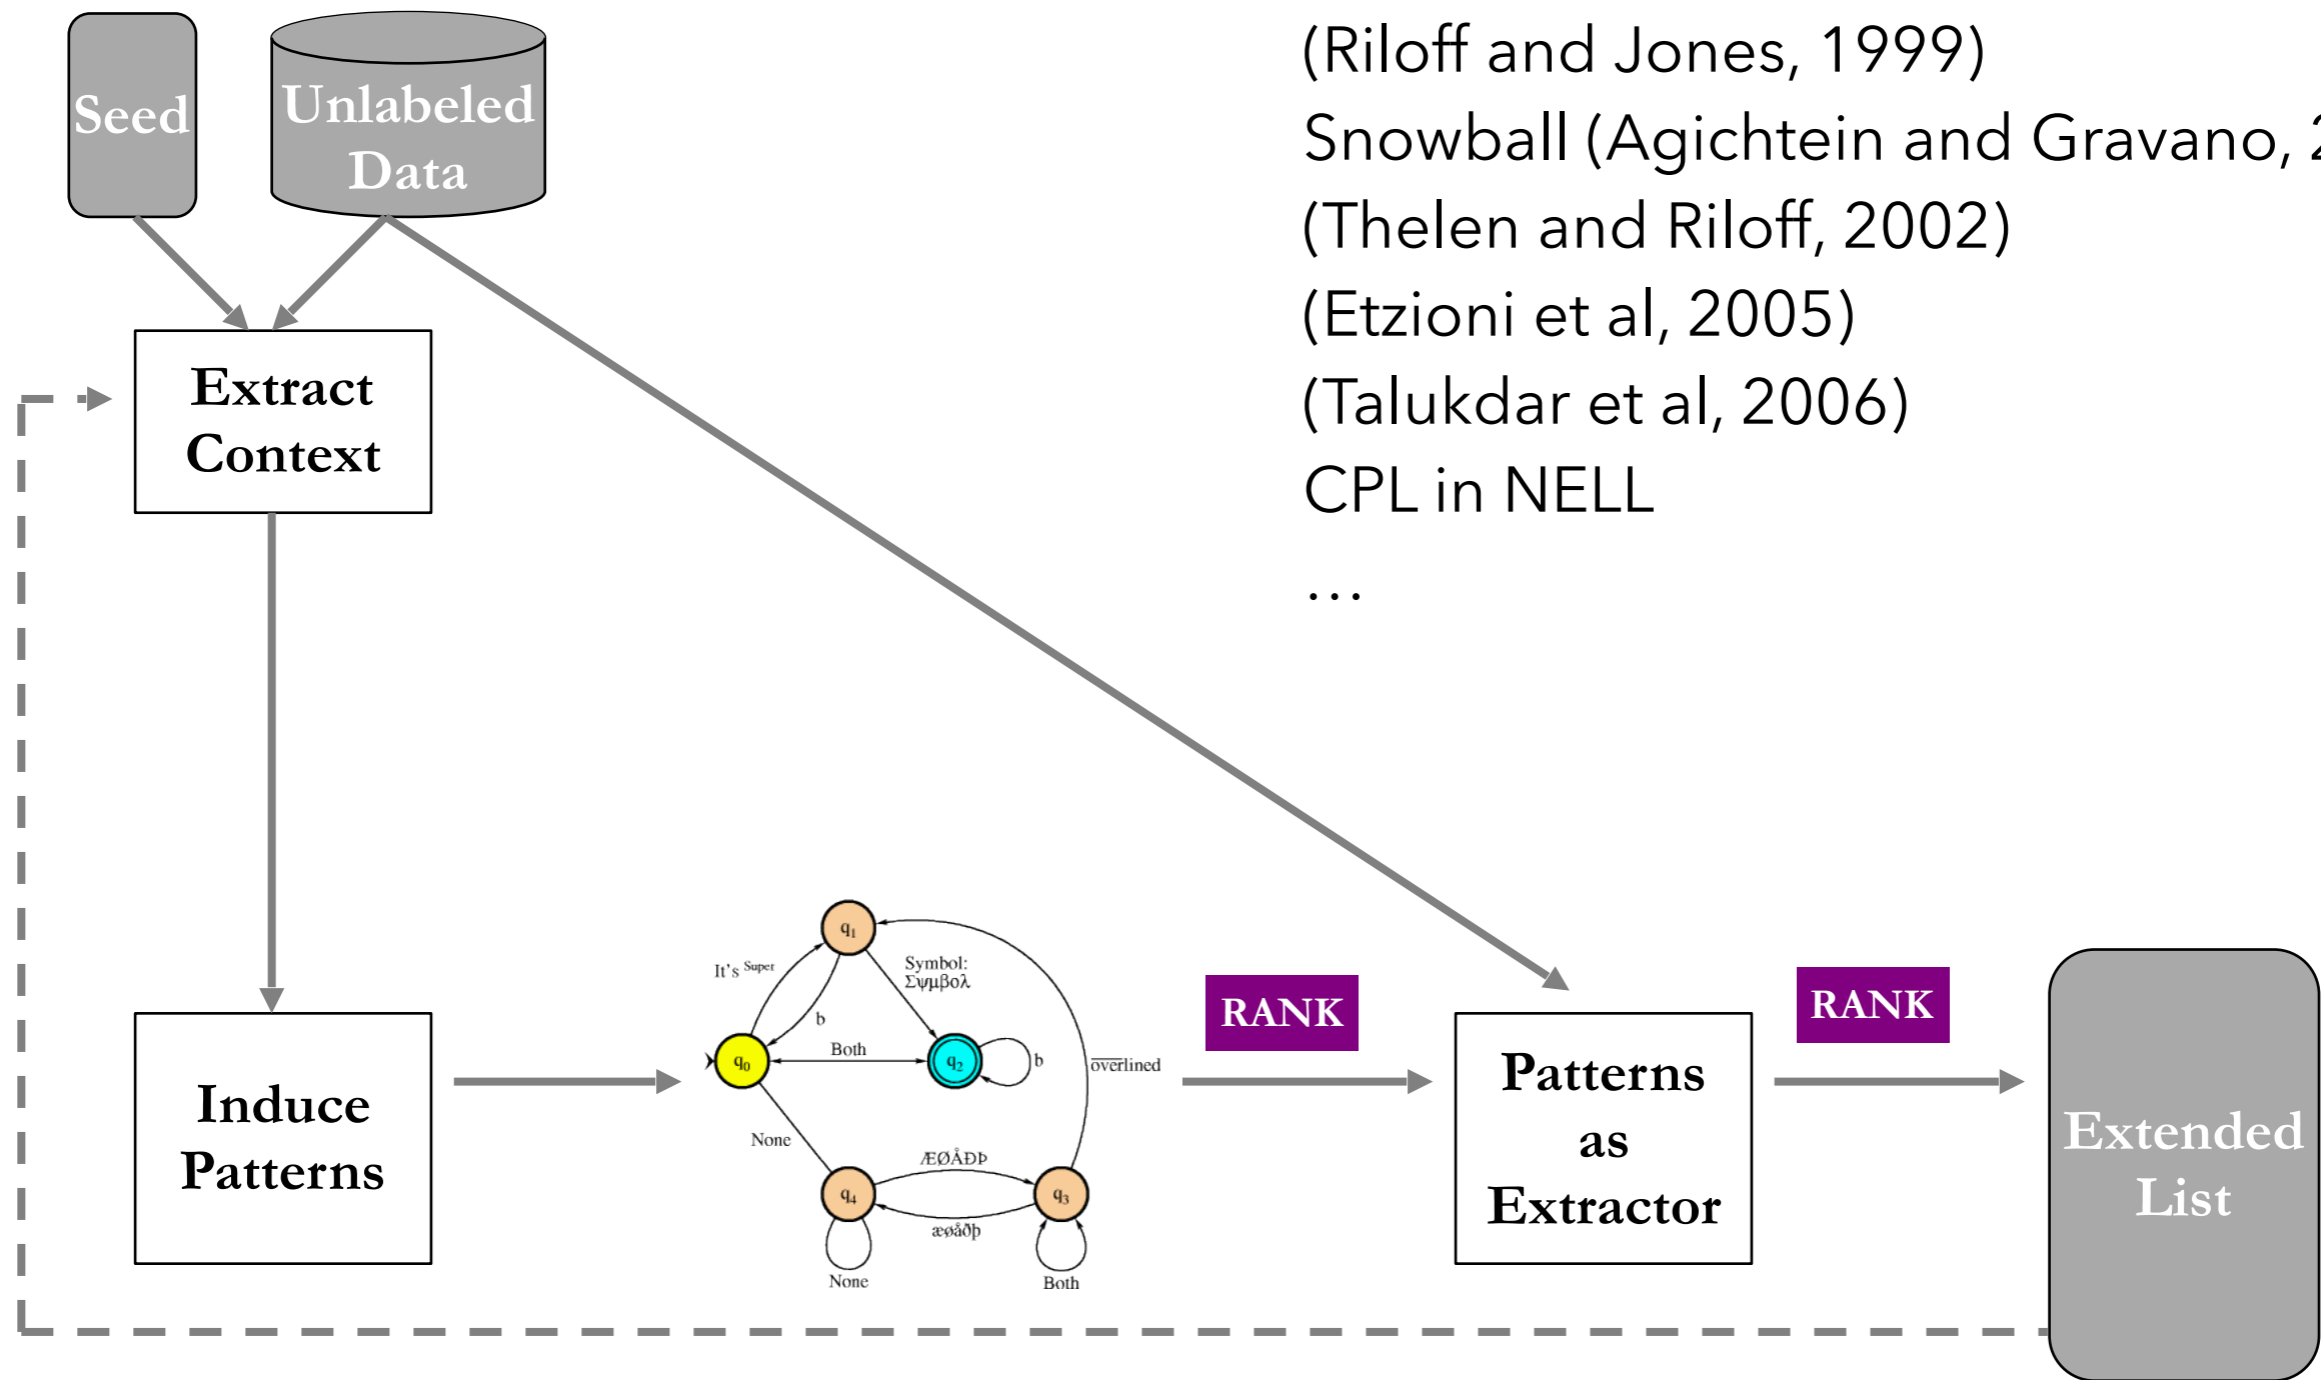 Seed
Unlabeled
Data
(Riloff and Jones, 1999)
Snowball (Agichtein and Gravano, 2
(Thelen and Riloff, 2002)
(Etzioni et al, 2005)
(Talukdar et al, 2006)
CPL in NELL
…
Extract
Context
Induce
Patterns
q₁
It's Super
Symbol:
Σψμβολ
b
q₀
Both
q₂
b
overlined
None
ÆØÅÐÞ
q₄
q₃
æøåðþ
None
Both
RANK
Patterns
as
Extractor
RANK
Extended
List